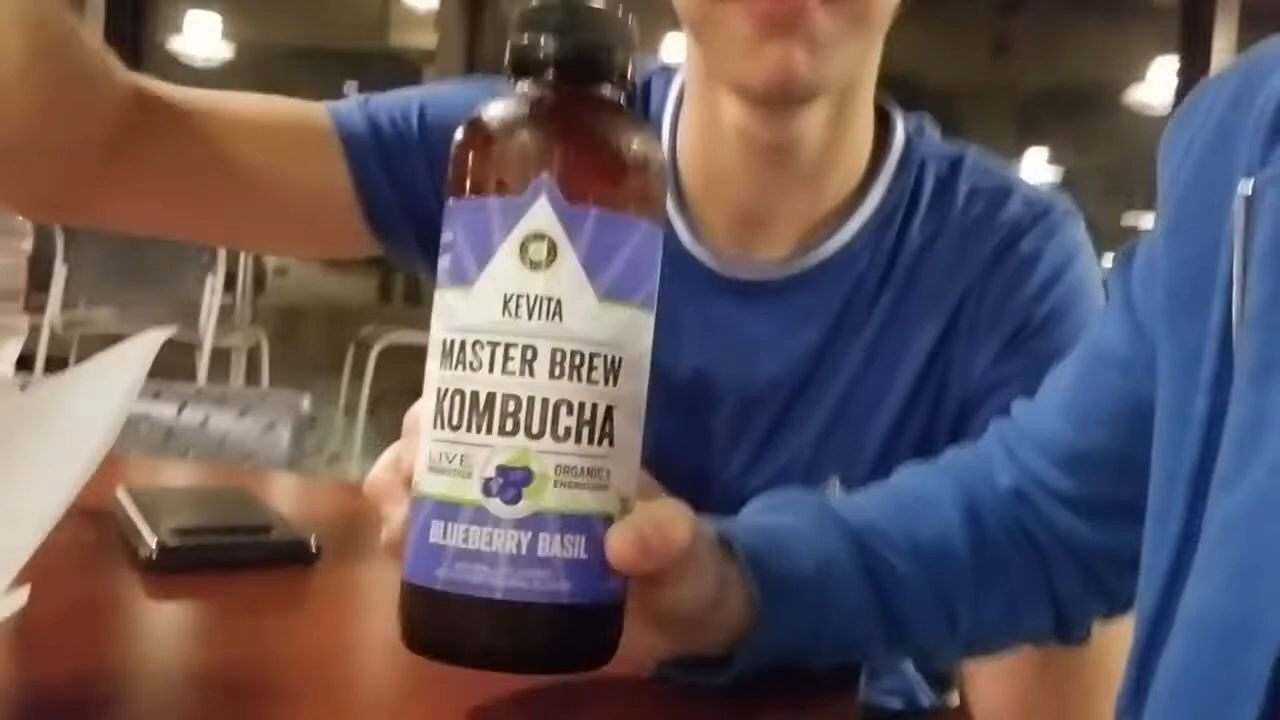 KEVITA
MASTER BREW
KOMBUCHA
LIVE
ORGANIC
BLUEBERRY BASIL